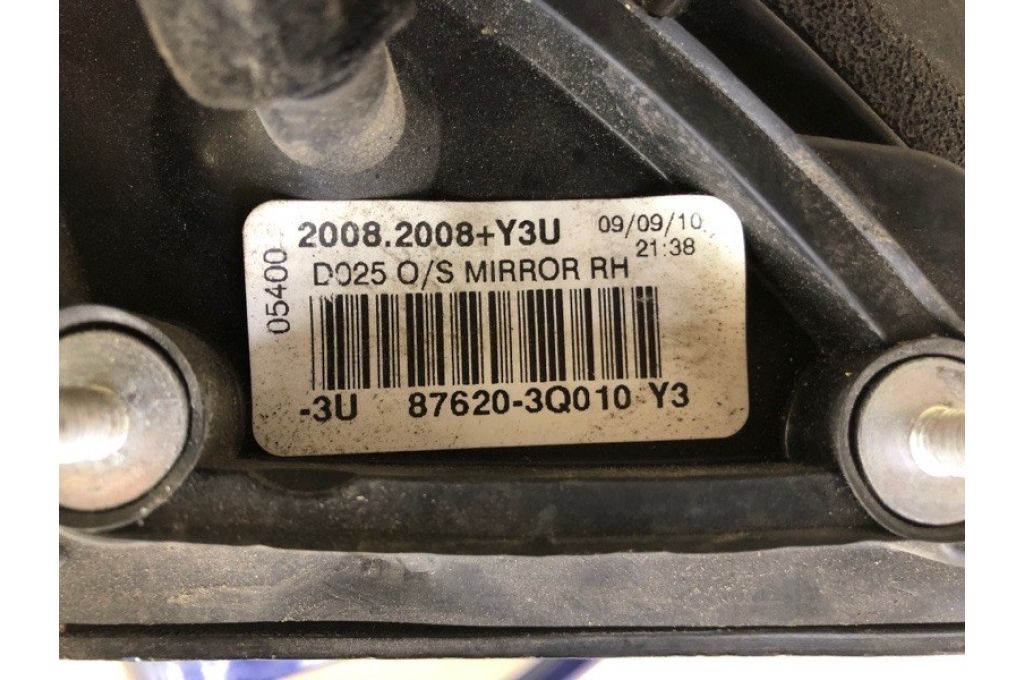 2008.2008+Y3U 09/09/10
21:38
D025 O/S MIRROR RH
05400
-3U 87620-3Q010 Y3